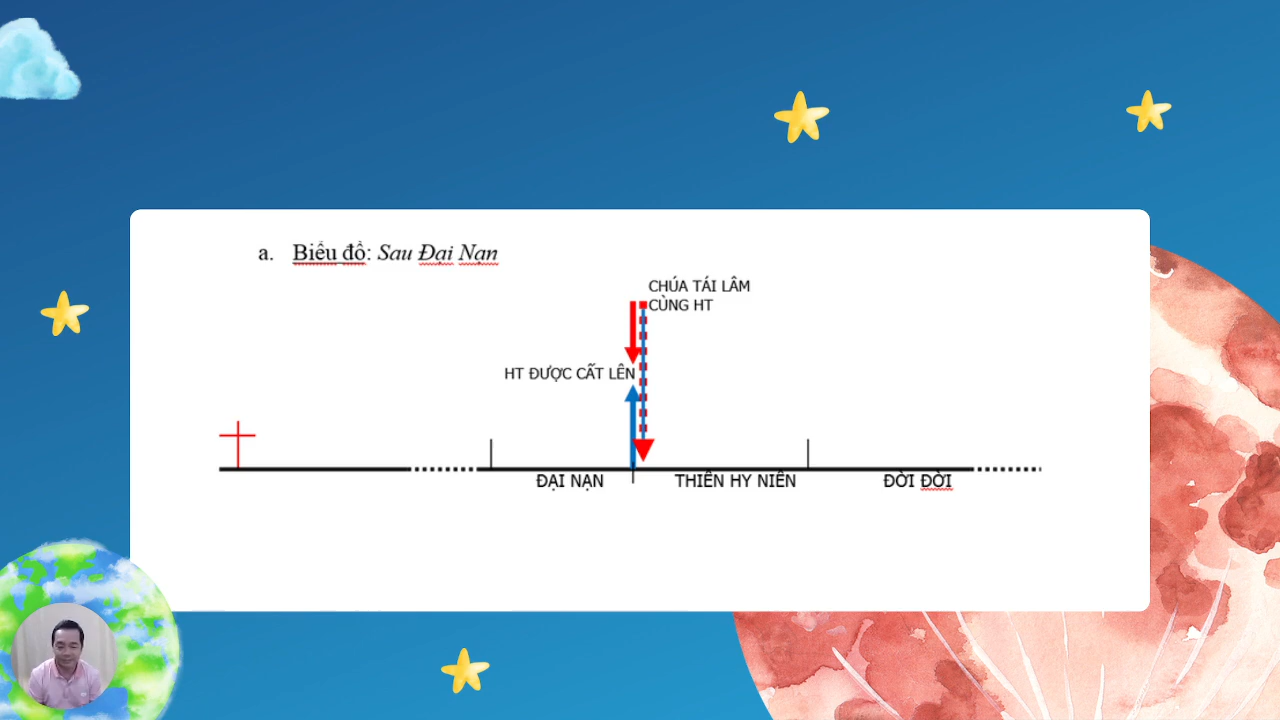 a. Biểu đồ: Sau Đại Nạn
CHÚA TÁI LÂM
CÙNG HT
HT ĐƯỢC CẤT LÊN
ĐẠI NẠN
THIÊN HY NIÊN
ĐỜI ĐỜI